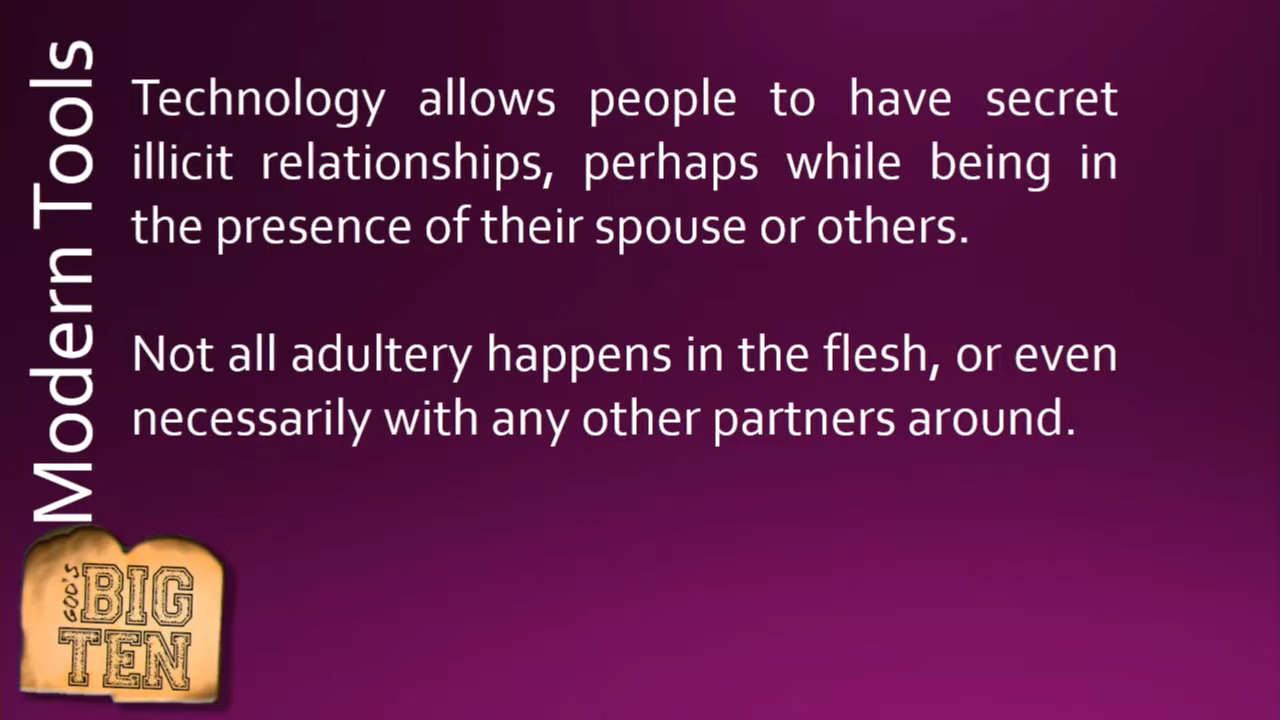 Modern Tools
Technology allows people to have secret
illicit relationships, perhaps while being in
the presence of their spouse or others.
Not all adultery happens in the flesh, or even
necessarily with any other partners around.
GOD'S
BIG
TEN